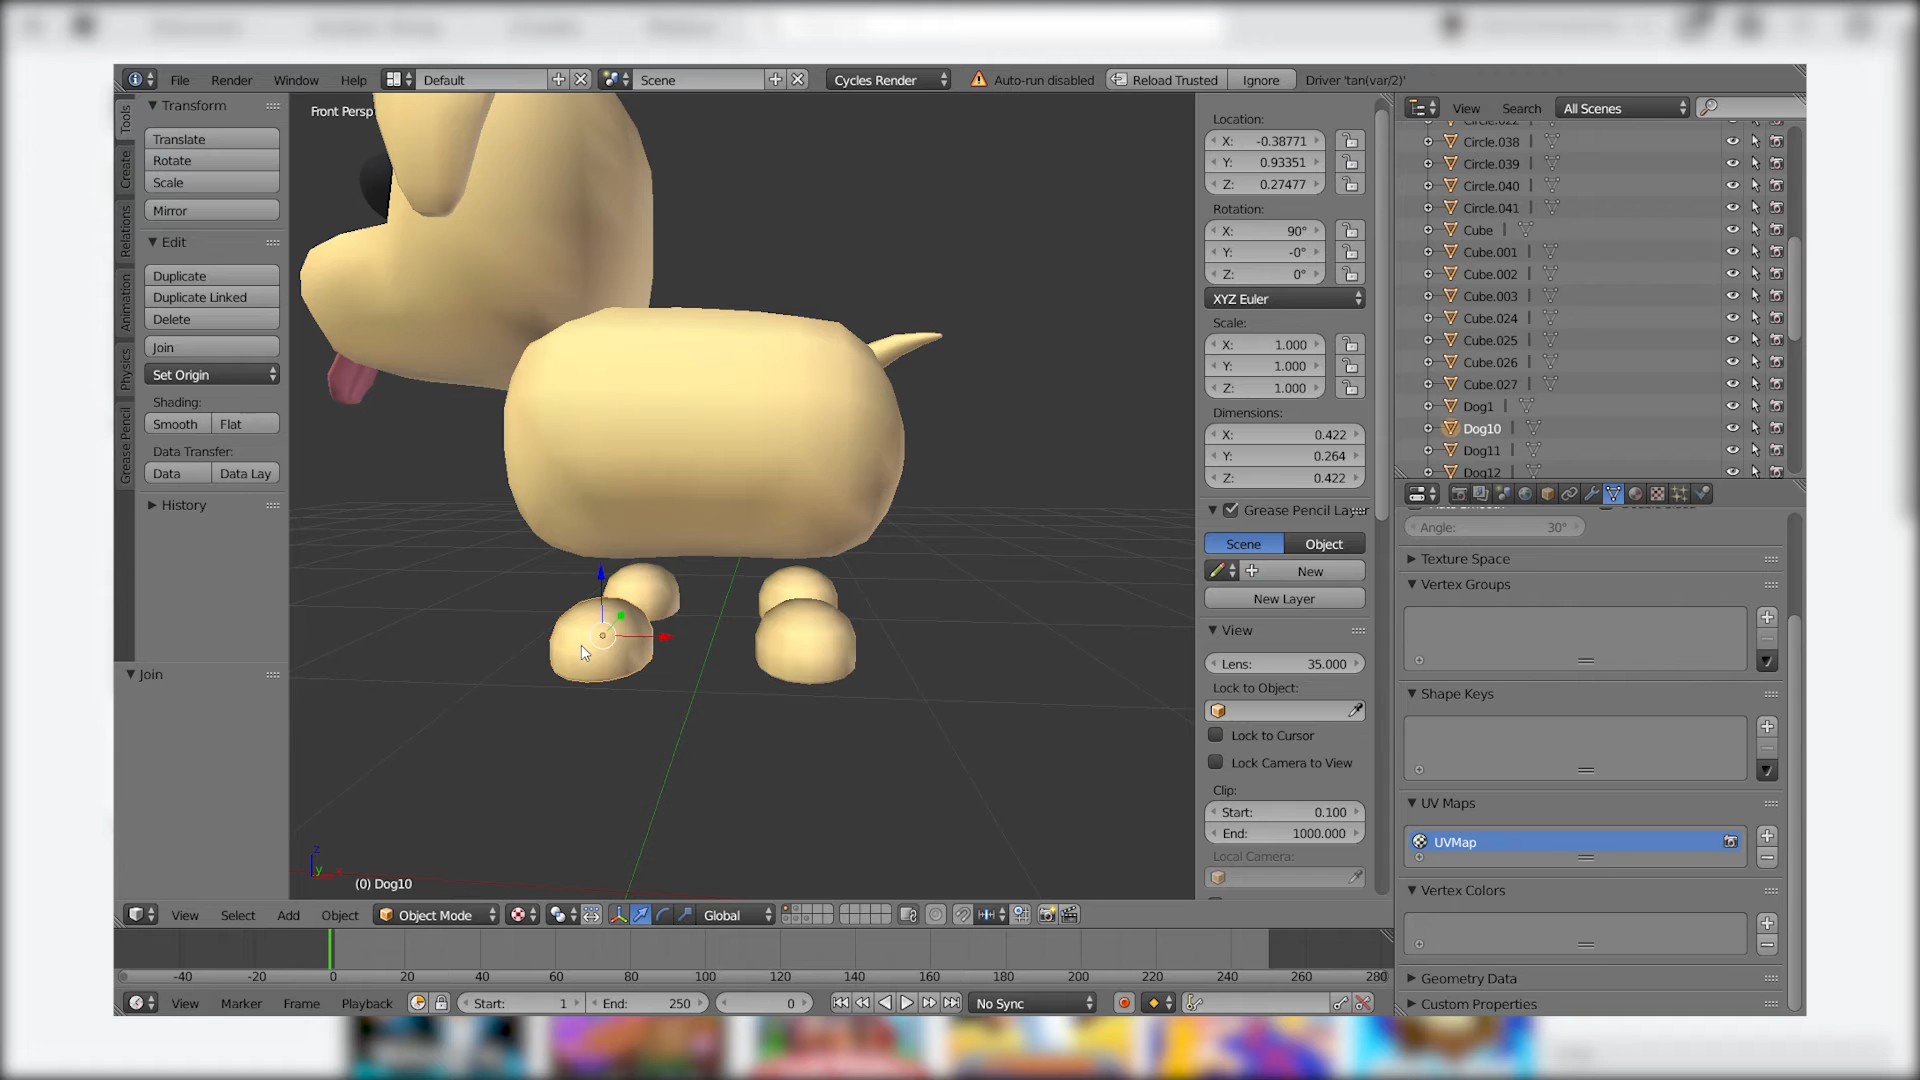 File Render Window Help Default Scene Cycles Render Auto-run disabled Reload Trusted Ignore Driver 'tan(var/2)'
Tools
Create
Relations
Animation
Physics
Grease Pencil
Transform
Translate
Rotate
Scale
Mirror
Edit
Duplicate
Duplicate Linked
Delete
Join
Set Origin
Shading:
Smooth Flat
Data Transfer:
Data Data Lay
History
Join
Front Persp
(0) Dog10
Location:
X: -0.38771
Y: 0.93351
Z: 0.27477
Rotation:
X: 90°
Y: -0°
Z: 0°
XYZ Euler
Scale:
X: 1.000
Y: 1.000
Z: 1.000
Dimensions:
X: 0.422
Y: 0.264
Z: 0.422
Grease Pencil Layer
Scene Object
New
New Layer
View
Lens: 35.000
Lock to Object:
Lock to Cursor
Lock Camera to View
Clip:
Start: 0.100
End: 1000.000
Local Camera:
View Search All Scenes
Circle.022
Circle.038
Circle.039
Circle.040
Circle.041
Cube
Cube.001
Cube.002
Cube.003
Cube.024
Cube.025
Cube.026
Cube.027
Dog1
Dog10
Dog11
Dog12
Angle: 30°
Texture Space
Vertex Groups
Shape Keys
UV Maps
UVMap
Vertex Colors
Geometry Data
Custom Properties
View Select Add Object Object Mode Global
-40 -20 0 20 40 60 80 100 120 140 160 180 200 220 240 260 280
View Marker Frame Playback Start: 1 End: 250 0 No Sync